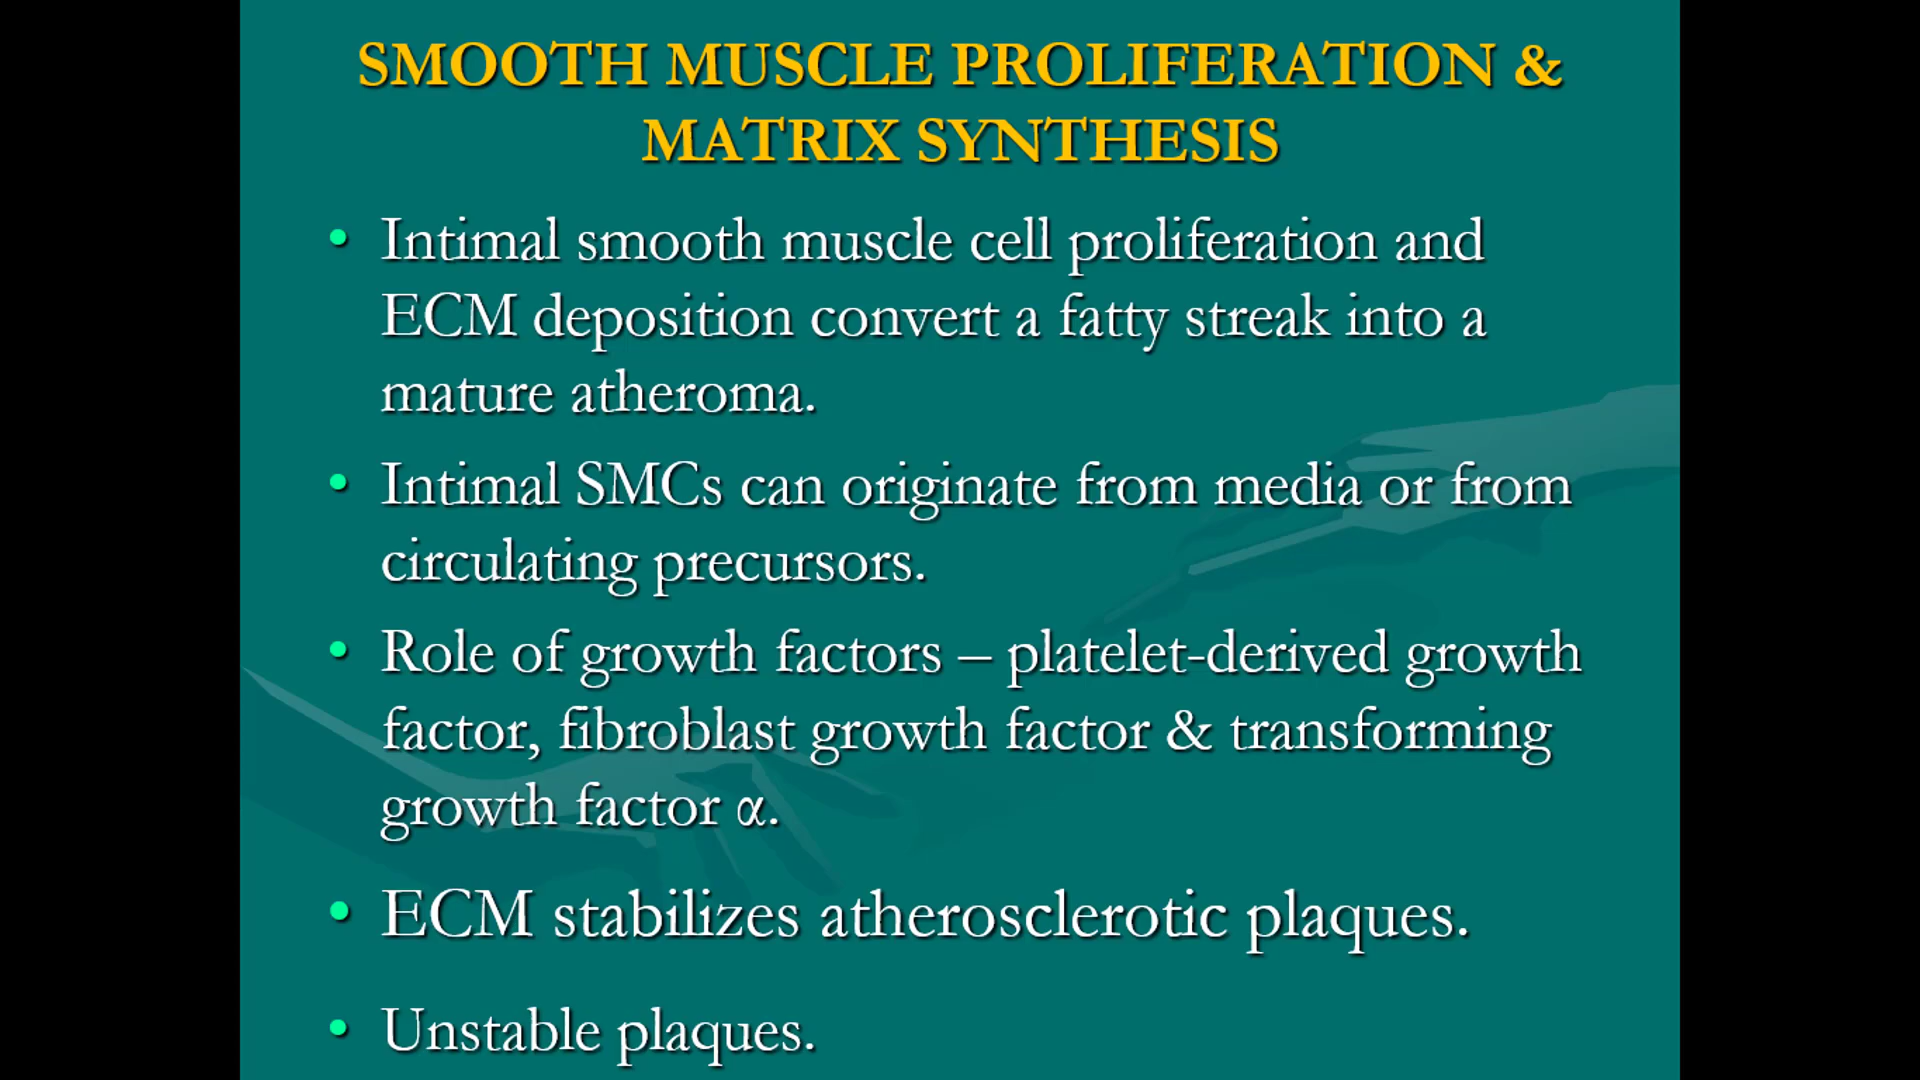 SMOOTH MUSCLE PROLIFERATION &
MATRIX SYNTHESIS
• Intimal smooth muscle cell proliferation and
ECM deposition convert a fatty streak into a
mature atheroma.
• Intimal SMCs can originate from media or from
circulating precursors.
• Role of growth factors – platelet-derived growth
factor, fibroblast growth factor & transforming
growth factor α.
• ECM stabilizes atherosclerotic plaques.
• Unstable plaques.